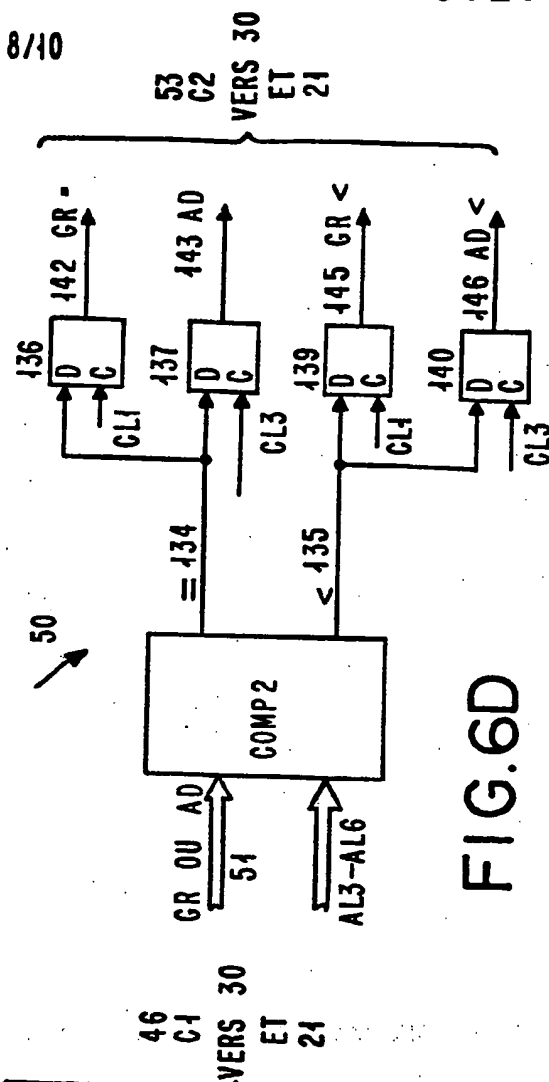 8/10
53
C2
VERS 30
ET
21
136
D
C
142 GR =
CL1
137
D
C
143 AD
CL3
139
D
C
145 GR <
CL1
140
D
C
146 AD <
CL3
50
= 134
< 135
COMP2
GR OU AD
51
AL3-AL6
FIG.6D
46
C1
VERS 30
ET
21